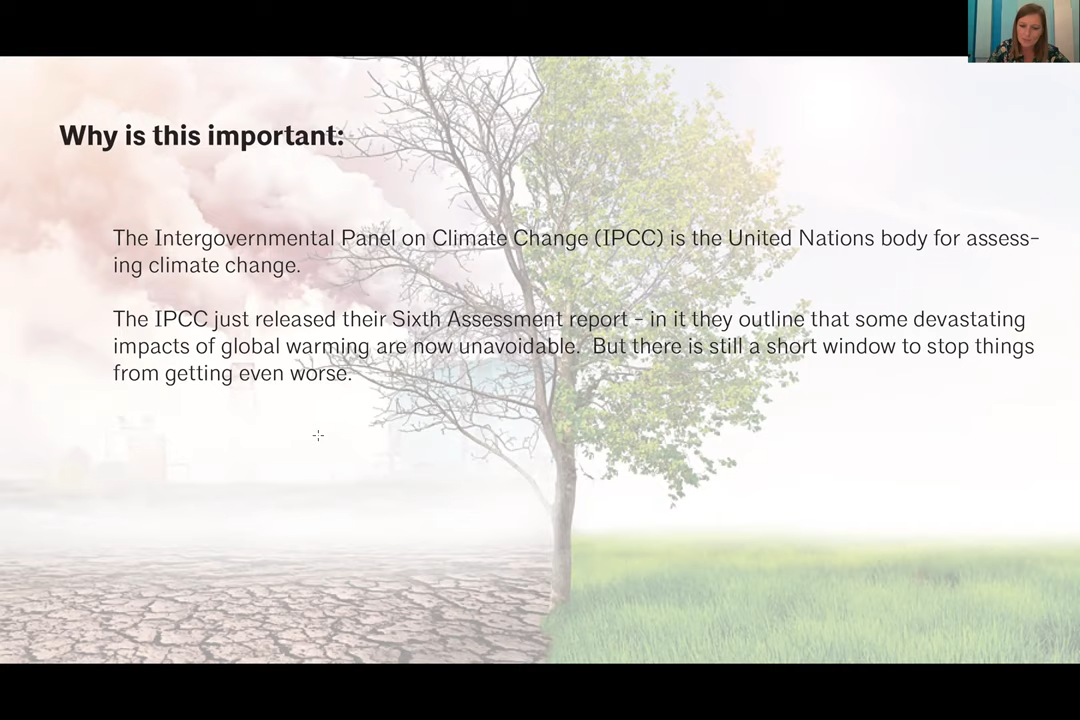 Why is this important:
The Intergovernmental Panel on Climate Change (IPCC) is the United Nations body for assess-
ing climate change.
The IPCC just released their Sixth Assessment report - in it they outline that some devastating
impacts of global warming are now unavoidable.  But there is still a short window to stop things
from getting even worse.